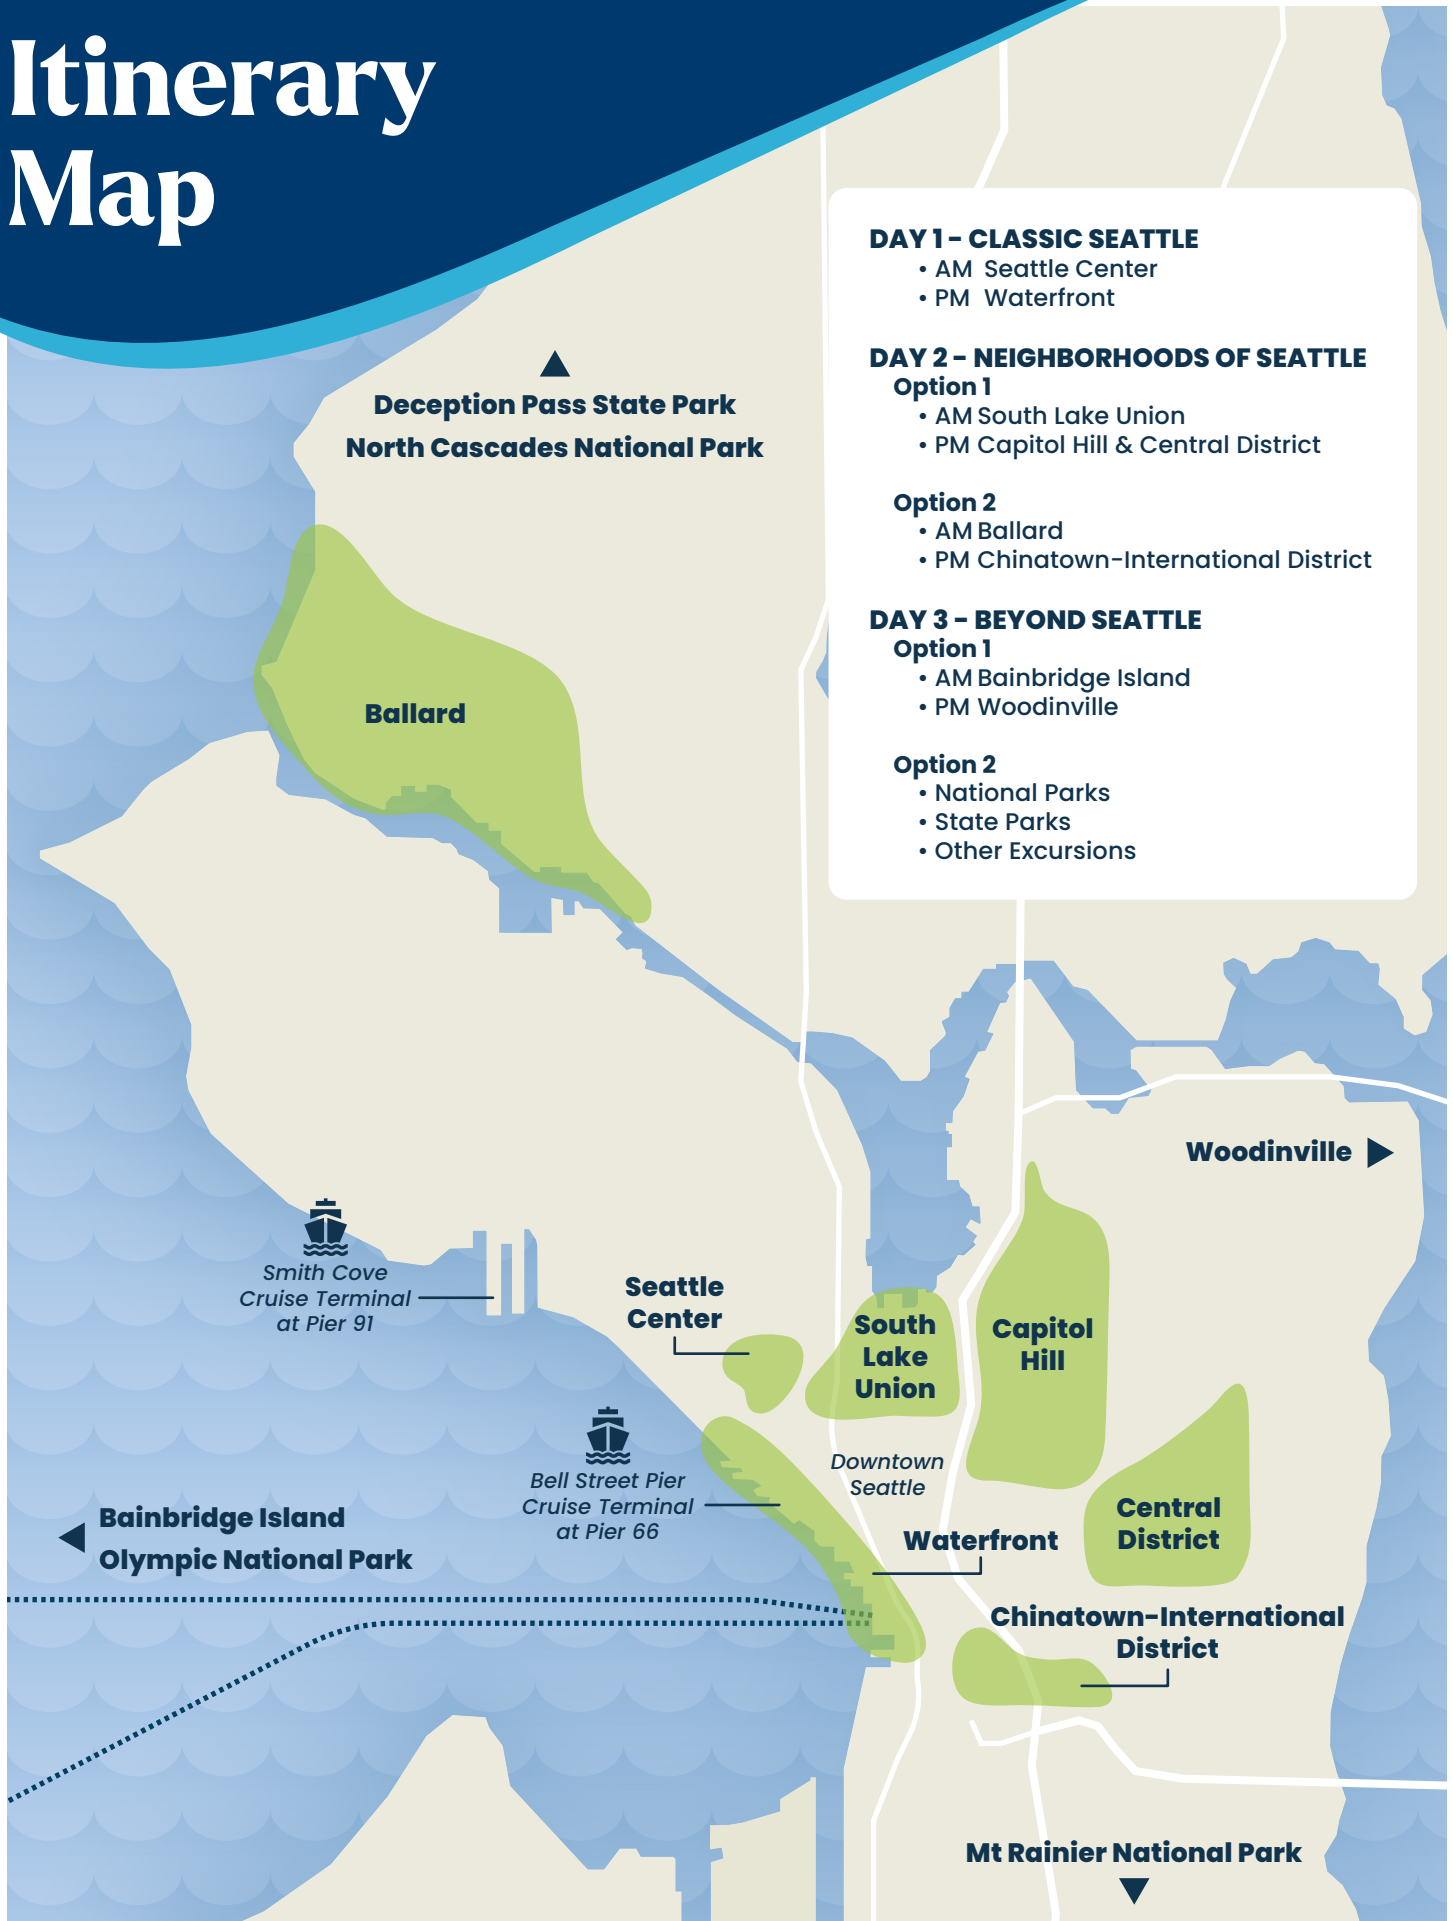 Itinerary
Map
DAY 1 - CLASSIC SEATTLE
• AM Seattle Center
• PM Waterfront
DAY 2 - NEIGHBORHOODS OF SEATTLE
Option 1
• AM South Lake Union
• PM Capitol Hill & Central District
Option 2
• AM Ballard
• PM Chinatown-International District
DAY 3 - BEYOND SEATTLE
Option 1
• AM Bainbridge Island
• PM Woodinville
Option 2
• National Parks
• State Parks
• Other Excursions
Deception Pass State Park
North Cascades National Park
Ballard
Woodinville
Smith Cove
Cruise Terminal
at Pier 91
Seattle
Center
South
Lake
Union
Capitol
Hill
Downtown
Seattle
Bell Street Pier
Cruise Terminal
at Pier 66
Bainbridge Island
Olympic National Park
Waterfront
Central
District
Chinatown-International
District
Mt Rainier National Park